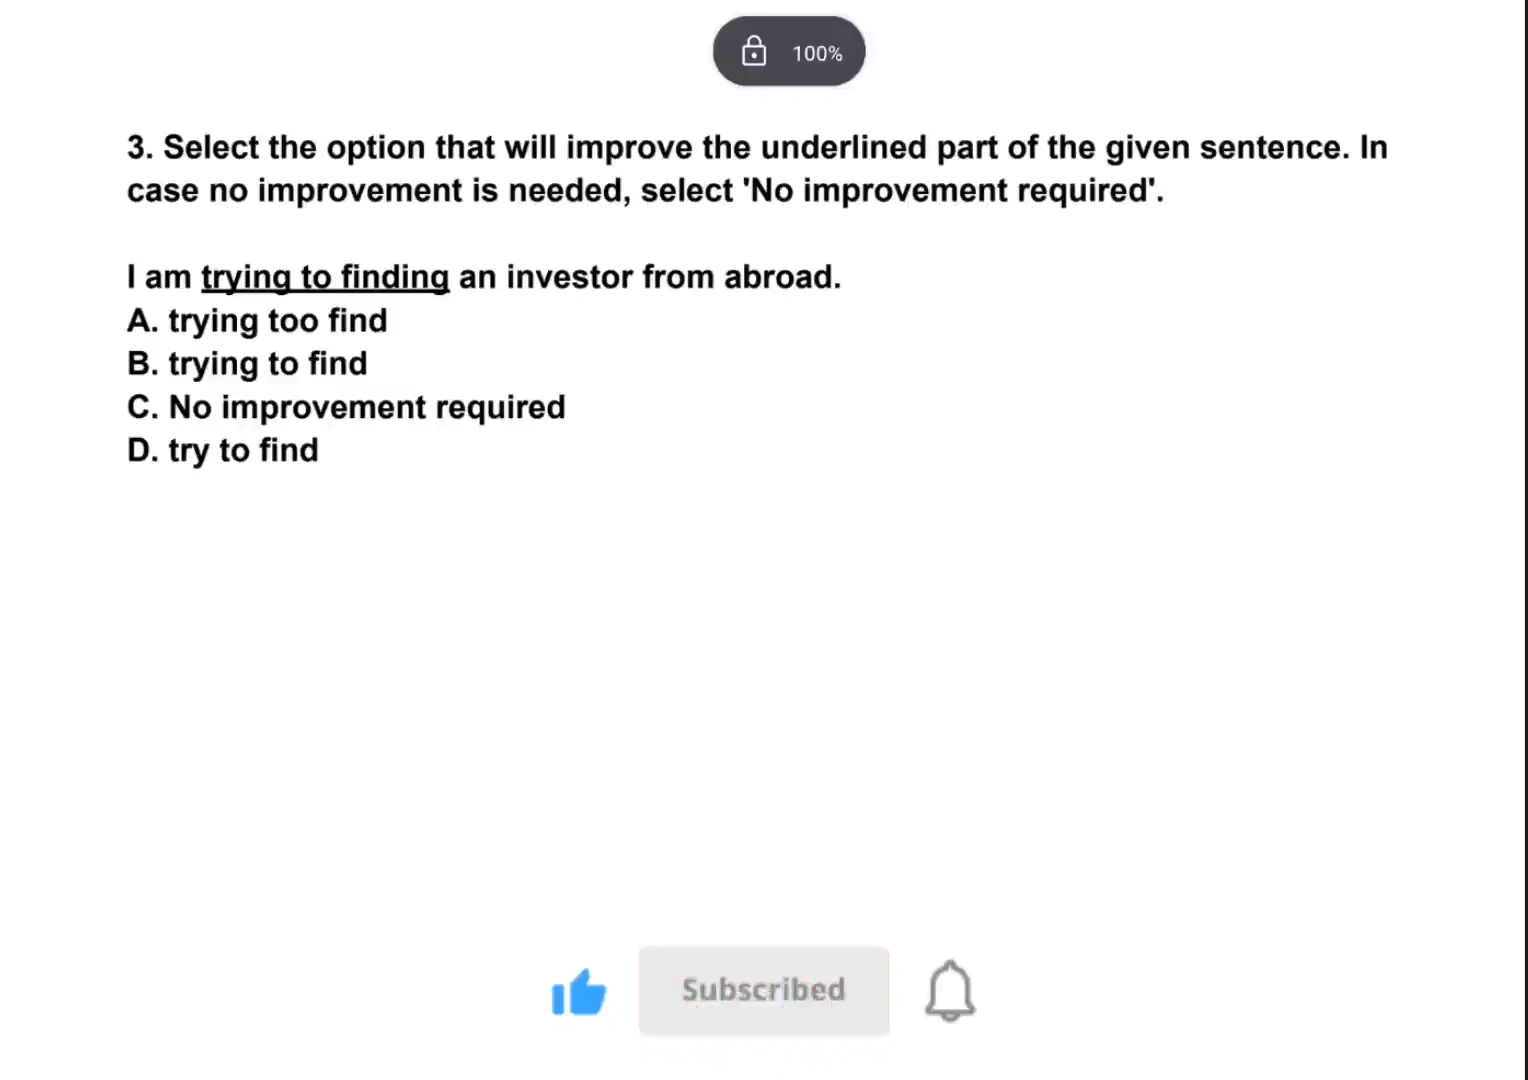 100%
3. Select the option that will improve the underlined part of the given sentence. In
case no improvement is needed, select 'No improvement required'.
I am trying to finding an investor from abroad.
A. trying too find
B. trying to find
C. No improvement required
D. try to find
Subscribed